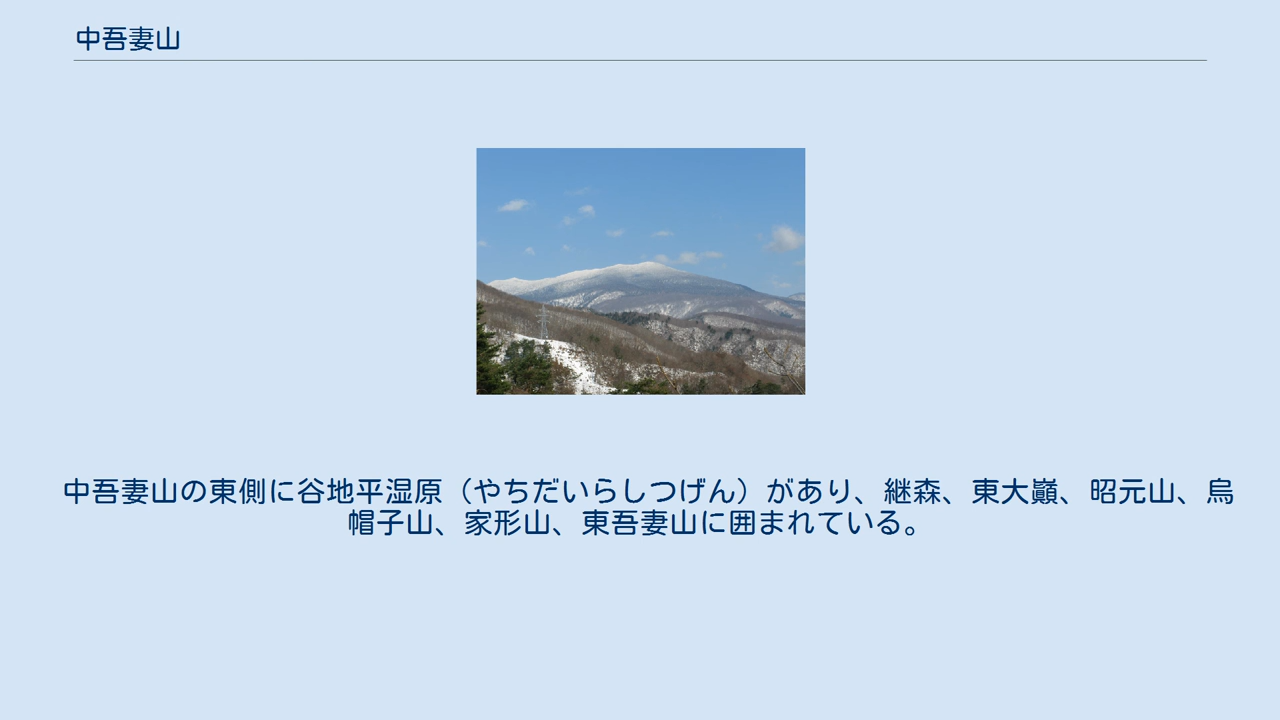 中吾妻山
中吾妻山の東側に谷地平湿原（やちだいらしつげん）があり、継森、東大巓、昭元山、烏
帽子山、家形山、東吾妻山に囲まれている。